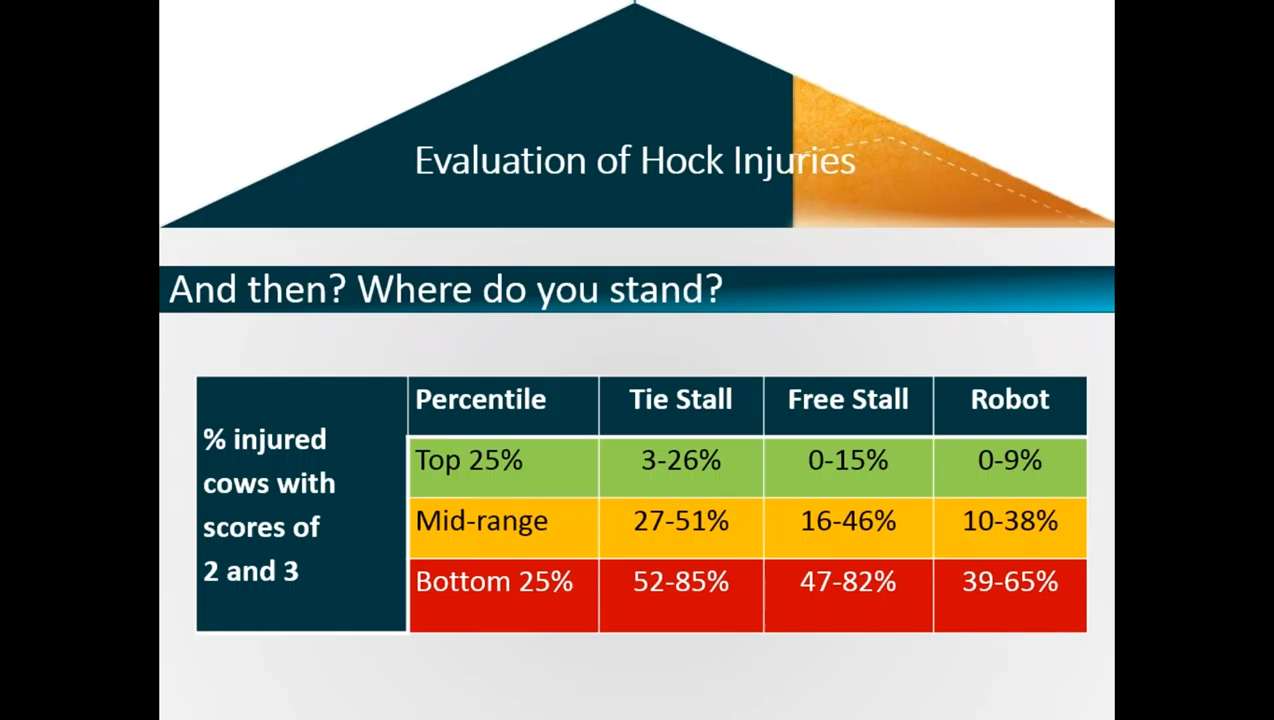 Evaluation of Hock Injuries
And then? Where do you stand?
% injured
cows with
scores of
2 and 3
Percentile Tie Stall Free Stall Robot
Top 25% 3-26% 0-15% 0-9%
Mid-range 27-51% 16-46% 10-38%
Bottom 25% 52-85% 47-82% 39-65%